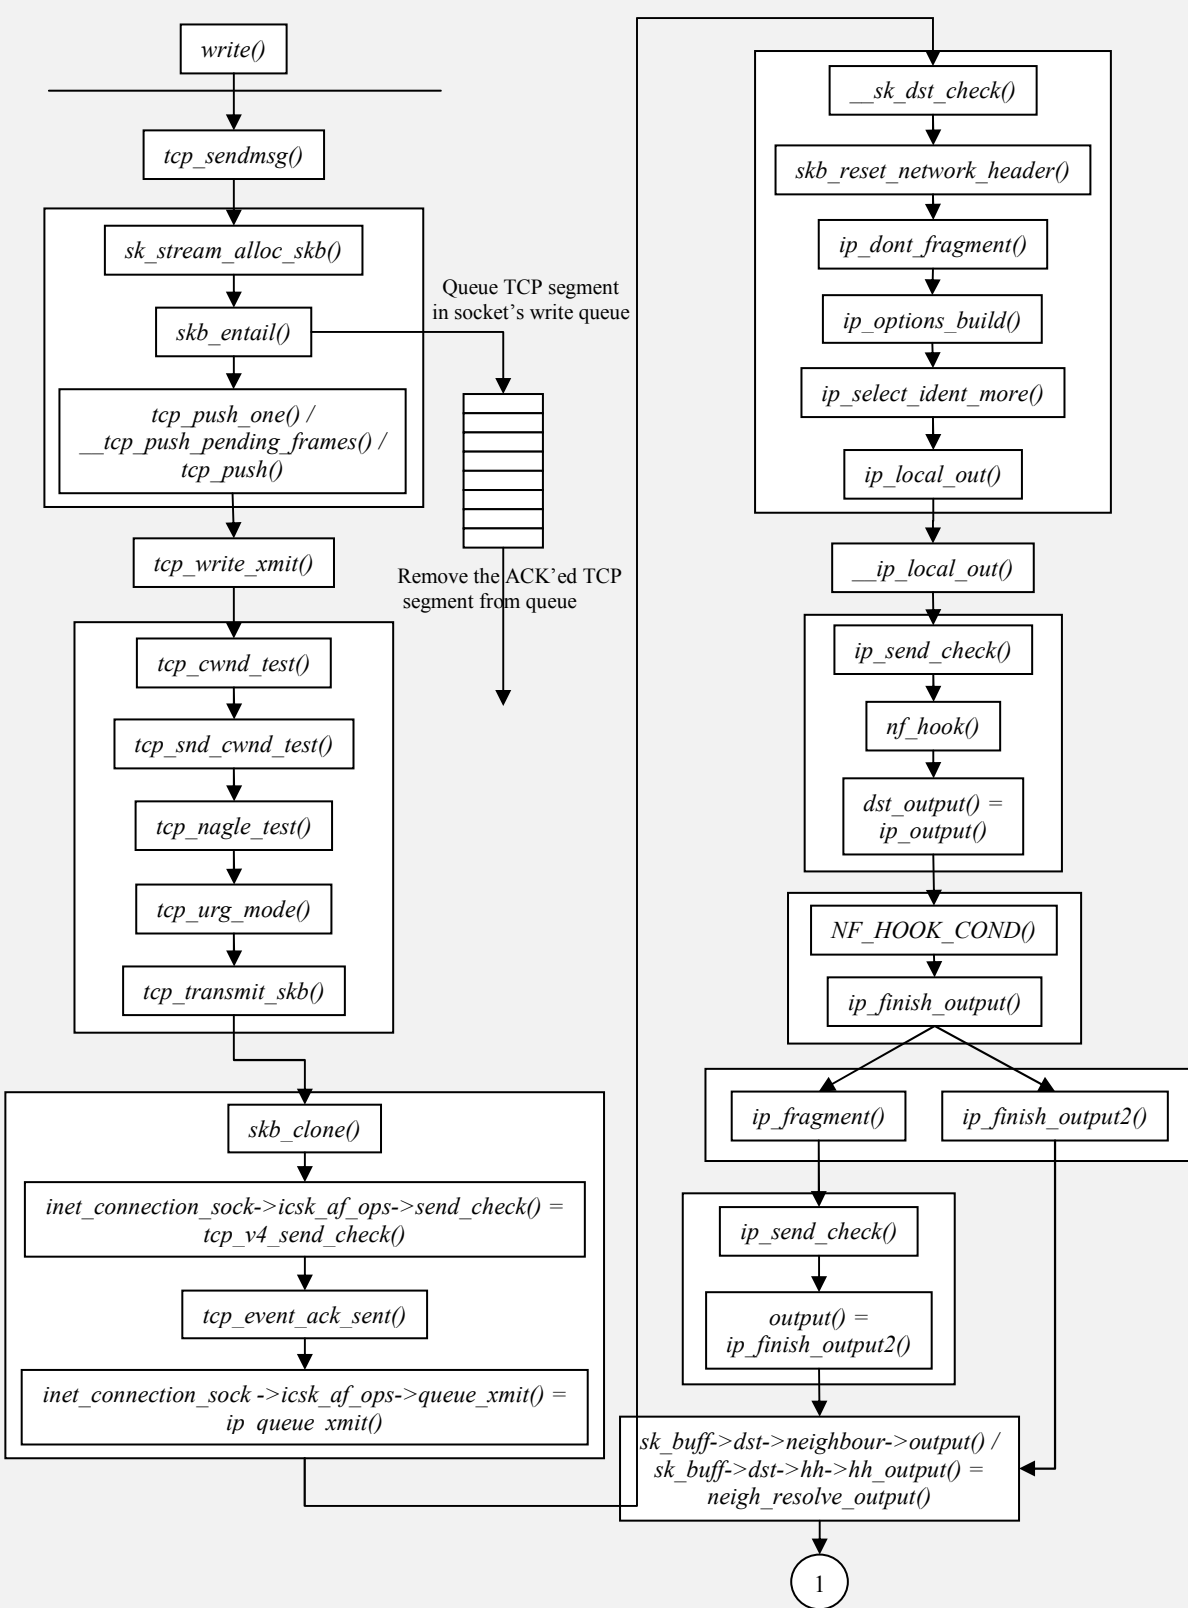 write()
tcp_sendmsg()
sk_stream_alloc_skb()
skb_entail()
Queue TCP segment
in socket's write queue
tcp_push_one() /
__tcp_push_pending_frames() /
tcp_push()
tcp_write_xmit()
Remove the ACK'ed TCP
segment from queue
tcp_cwnd_test()
tcp_snd_cwnd_test()
tcp_nagle_test()
tcp_urg_mode()
tcp_transmit_skb()
skb_clone()
inet_connection_sock->icsk_af_ops->send_check() =
tcp_v4_send_check()
tcp_event_ack_sent()
inet_connection_sock ->icsk_af_ops->queue_xmit() =
ip_queue_xmit()
__sk_dst_check()
skb_reset_network_header()
ip_dont_fragment()
ip_options_build()
ip_select_ident_more()
ip_local_out()
__ip_local_out()
ip_send_check()
nf_hook()
dst_output() =
ip_output()
NF_HOOK_COND()
ip_finish_output()
ip_fragment()
ip_finish_output2()
ip_send_check()
output() =
ip_finish_output2()
sk_buff->dst->neighbour->output() /
sk_buff->dst->hh->hh_output() =
neigh_resolve_output()
1